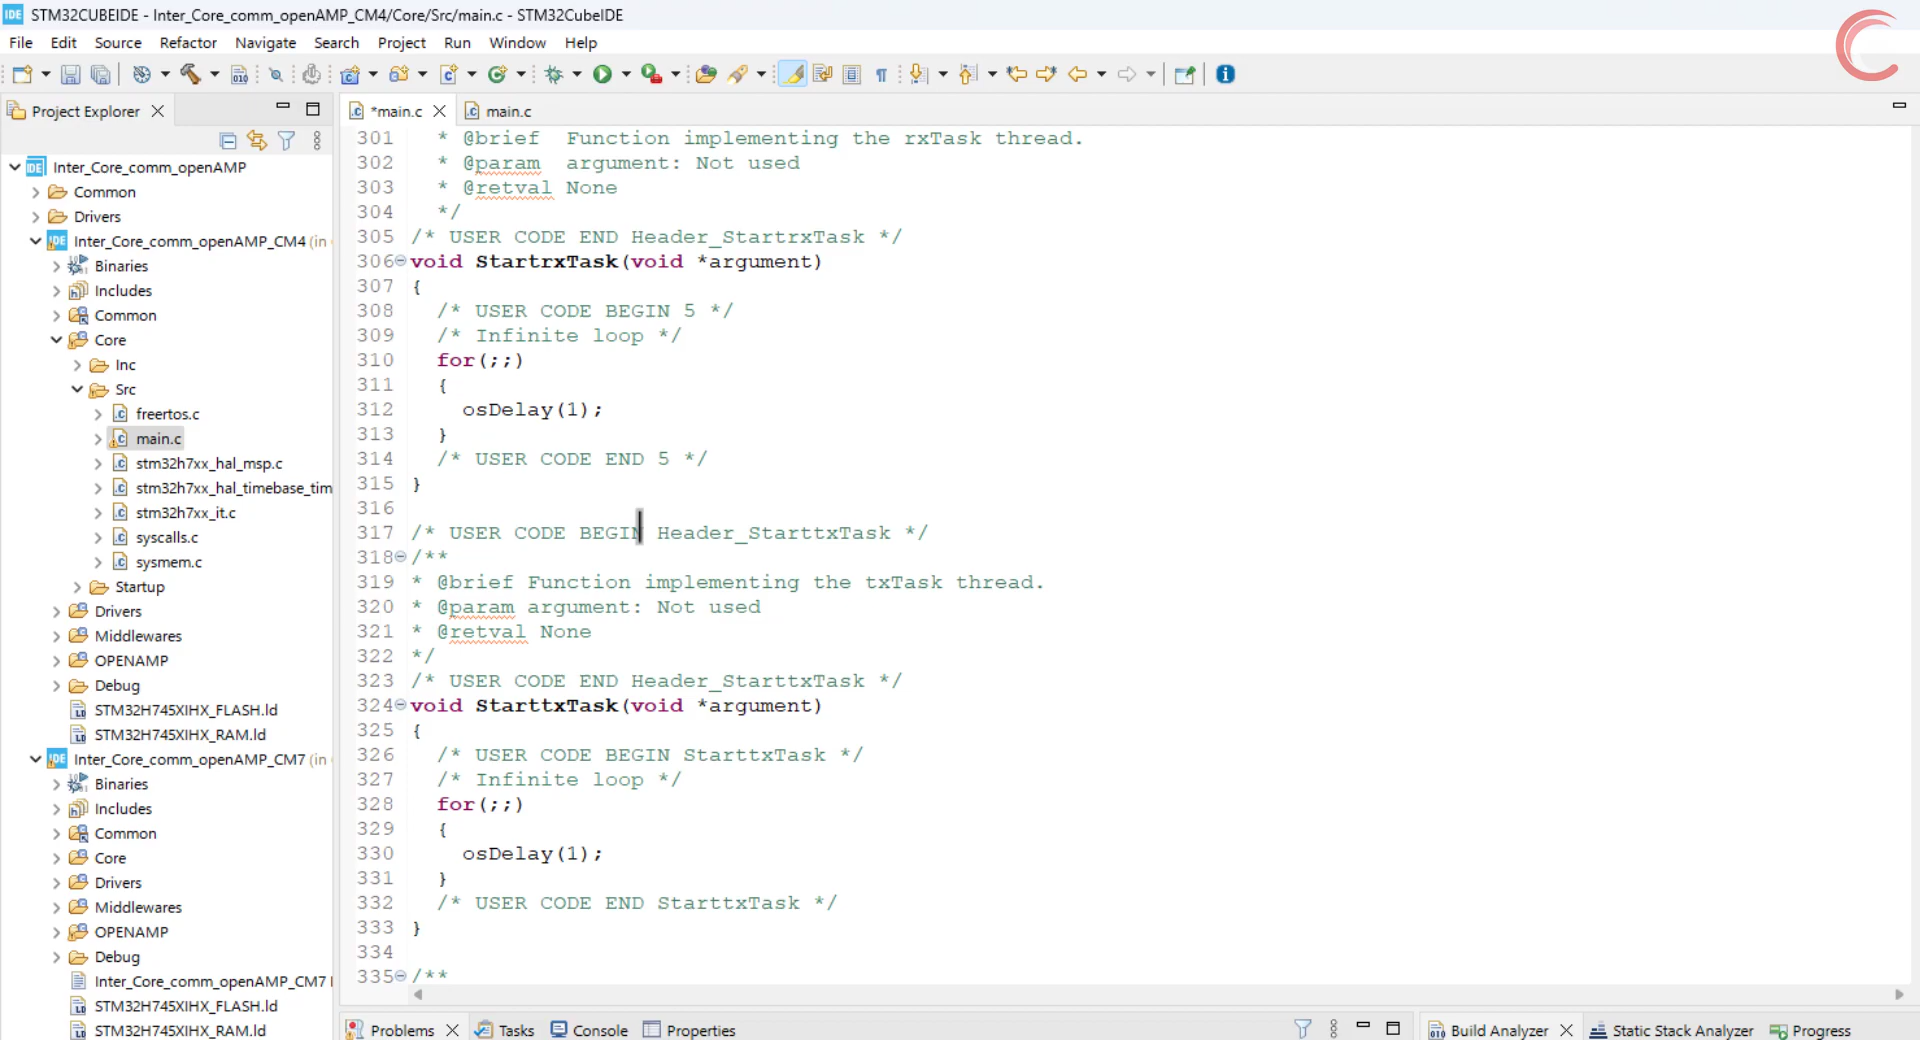 IDE STM32CUBEIDE - Inter_Core_comm_openAMP_CM4/Core/Src/main.c - STM32CubeIDE
File Edit Source Refactor Navigate Search Project Run Window Help
Project Explorer
*main.c
main.c
IDE Inter_Core_comm_openAMP
Common
Drivers
IDE Inter_Core_comm_openAMP_CM4 (in
Binaries
Includes
Common
Core
Inc
Src
freertos.c
main.c
stm32h7xx_hal_msp.c
stm32h7xx_hal_timebase_tim
stm32h7xx_it.c
syscalls.c
sysmem.c
Startup
Drivers
Middlewares
OPENAMP
Debug
STM32H745XIHX_FLASH.ld
STM32H745XIHX_RAM.ld
IDE Inter_Core_comm_openAMP_CM7 (in
Binaries
Includes
Common
Core
Drivers
Middlewares
OPENAMP
Debug
Inter_Core_comm_openAMP_CM7
STM32H745XIHX_FLASH.ld
STM32H745XIHX_RAM.ld
301 * @brief  Function implementing the rxTask thread.
302 * @param  argument: Not used
303 * @retval None
304 */
305 /* USER CODE END Header_StartrxTask */
306 void StartrxTask(void *argument)
307 {
308 /* USER CODE BEGIN 5 */
309 /* Infinite loop */
310 for(;;)
311 {
312 osDelay(1);
313 }
314 /* USER CODE END 5 */
315 }
316
317 /* USER CODE BEGIN Header_StarttxTask */
318 /**
319 * @brief Function implementing the txTask thread.
320 * @param argument: Not used
321 * @retval None
322 */
323 /* USER CODE END Header_StarttxTask */
324 void StarttxTask(void *argument)
325 {
326 /* USER CODE BEGIN StarttxTask */
327 /* Infinite loop */
328 for(;;)
329 {
330 osDelay(1);
331 }
332 /* USER CODE END StarttxTask */
333 }
334
335 /**
Problems Tasks Console Properties
Build Analyzer Static Stack Analyzer Progress